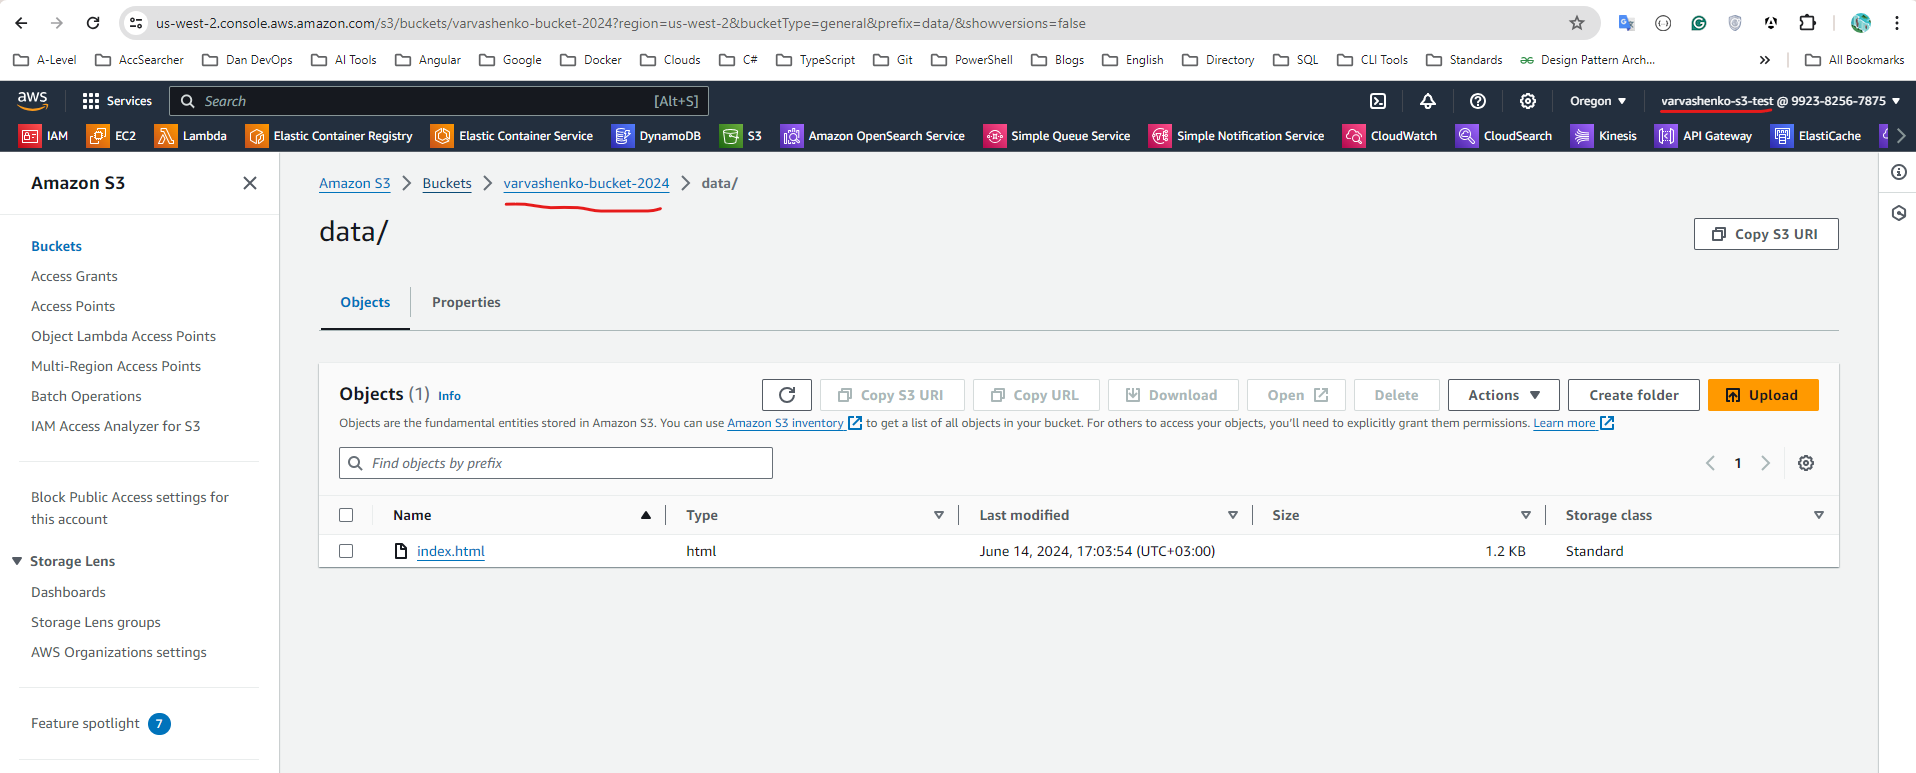 us-west-2.console.aws.amazon.com/s3/buckets/varvashenko-bucket-2024?region=us-west-2&bucketType=general&prefix=data/&showversions=false
A-Level AccSearcher Dan DevOps AI Tools Angular Google Docker Clouds C# TypeScript Git PowerShell Blogs English Directory SQL CLI Tools Standards Design Pattern Arch... All Bookmarks
aws Services Search [Alt+S] Oregon varvashenko-s3-test @ 9923-8256-7875
IAM EC2 Lambda Elastic Container Registry Elastic Container Service DynamoDB S3 Amazon OpenSearch Service Simple Queue Service Simple Notification Service CloudWatch CloudSearch Kinesis API Gateway ElastiCache
Amazon S3
Buckets
Access Grants
Access Points
Object Lambda Access Points
Multi-Region Access Points
Batch Operations
IAM Access Analyzer for S3
Block Public Access settings for
this account
Storage Lens
Dashboards
Storage Lens groups
AWS Organizations settings
Feature spotlight 7
Amazon S3 Buckets varvashenko-bucket-2024 data/
data/
Copy S3 URI
Objects Properties
Objects (1) Info Copy S3 URI Copy URL Download Open Delete Actions Create folder Upload
Objects are the fundamental entities stored in Amazon S3. You can use Amazon S3 inventory to get a list of all objects in your bucket. For others to access your objects, you'll need to explicitly grant them permissions. Learn more
Find objects by prefix 1
Name Type Last modified Size Storage class
index.html html June 14, 2024, 17:03:54 (UTC+03:00) 1.2 KB Standard